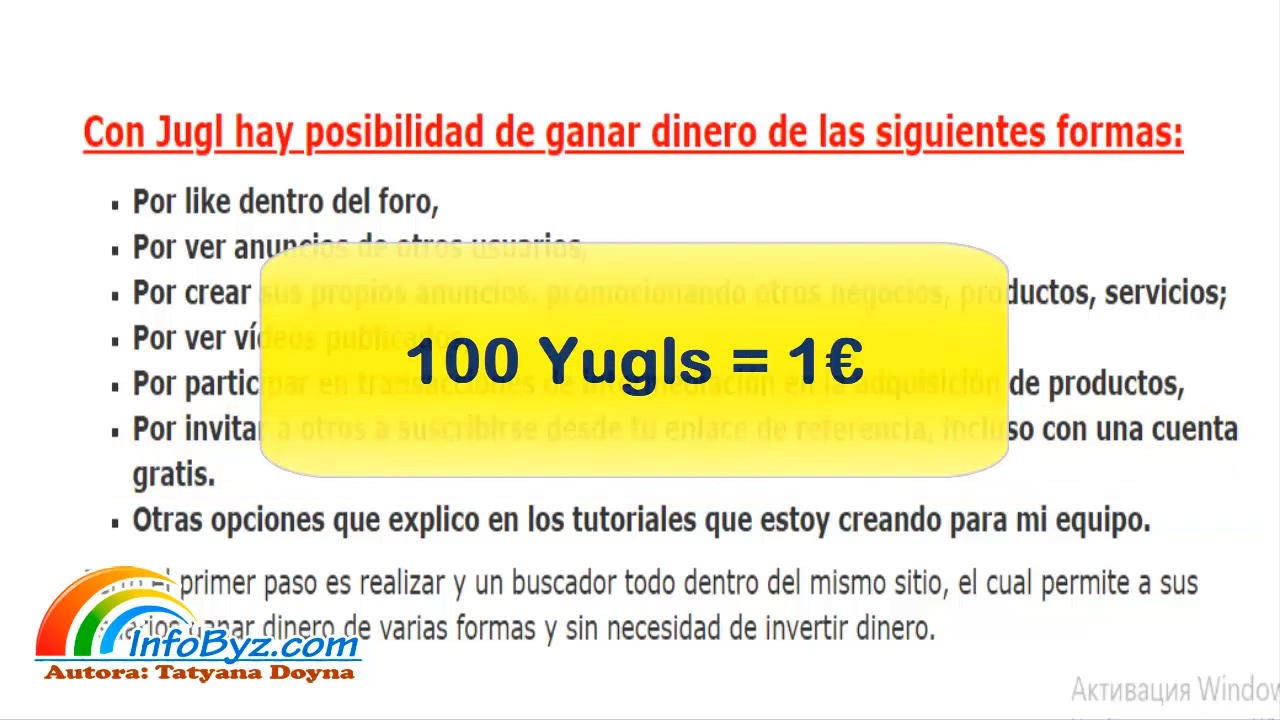 Con Jugl hay posibilidad de ganar dinero de las siguientes formas:
Por like dentro del foro,
Por ver anuncios de otros usuarios,
Por crear sus propios anuncios, promocionando otros negocios, productos, servicios;
Por ver vídeos publicados,
100 Yugls = 1€
Por participar en transacciones de intermediación en la adquisición de productos,
Por invitar a otros a suscribirse desde tu enlace de referencia, incluso con una cuenta
gratis.
Otras opciones que explico en los tutoriales que estoy creando para mi equipo.
el primer paso es realizar y un buscador todo dentro del mismo sitio, el cual permite a sus
ganar dinero de varias formas y sin necesidad de invertir dinero.
InfoByz.com
Autora: Tatyana Doyna
Активация Window